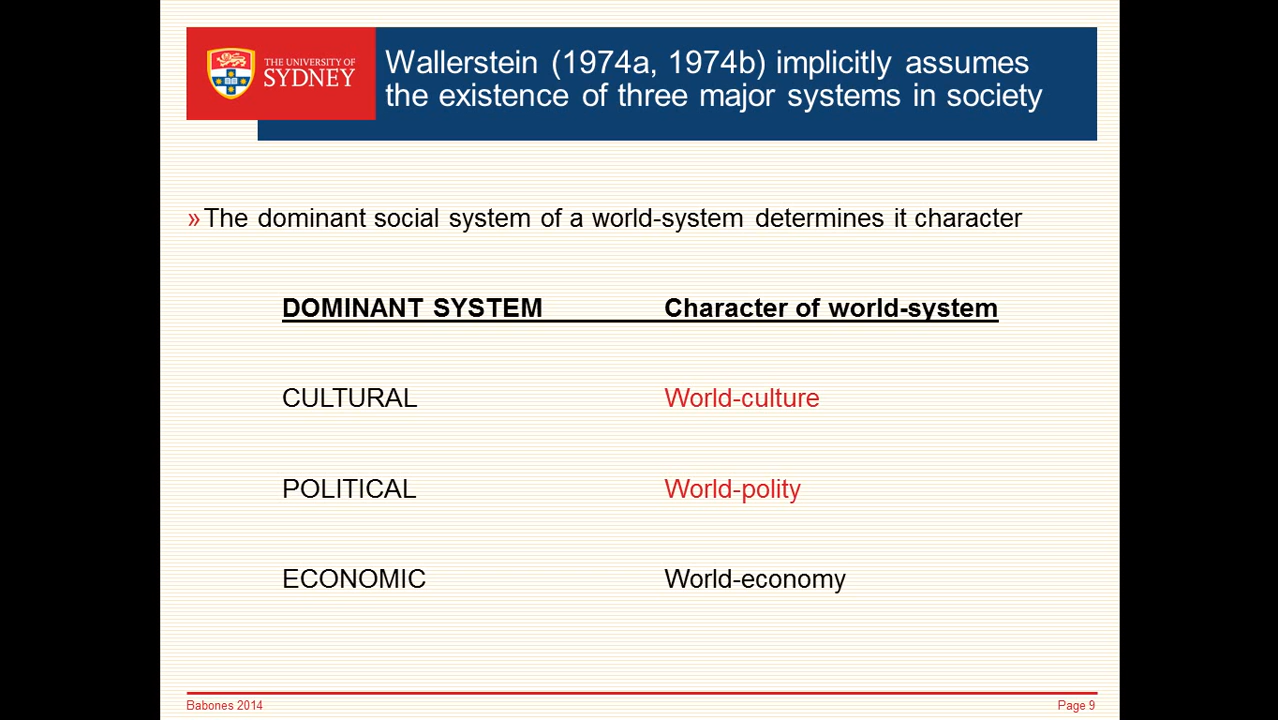 THE UNIVERSITY OF
SYDNEY
Wallerstein (1974a, 1974b) implicitly assumes
the existence of three major systems in society
» The dominant social system of a world-system determines it character
DOMINANT SYSTEM Character of world-system
CULTURAL World-culture
POLITICAL World-polity
ECONOMIC World-economy
Babones 2014 Page 9